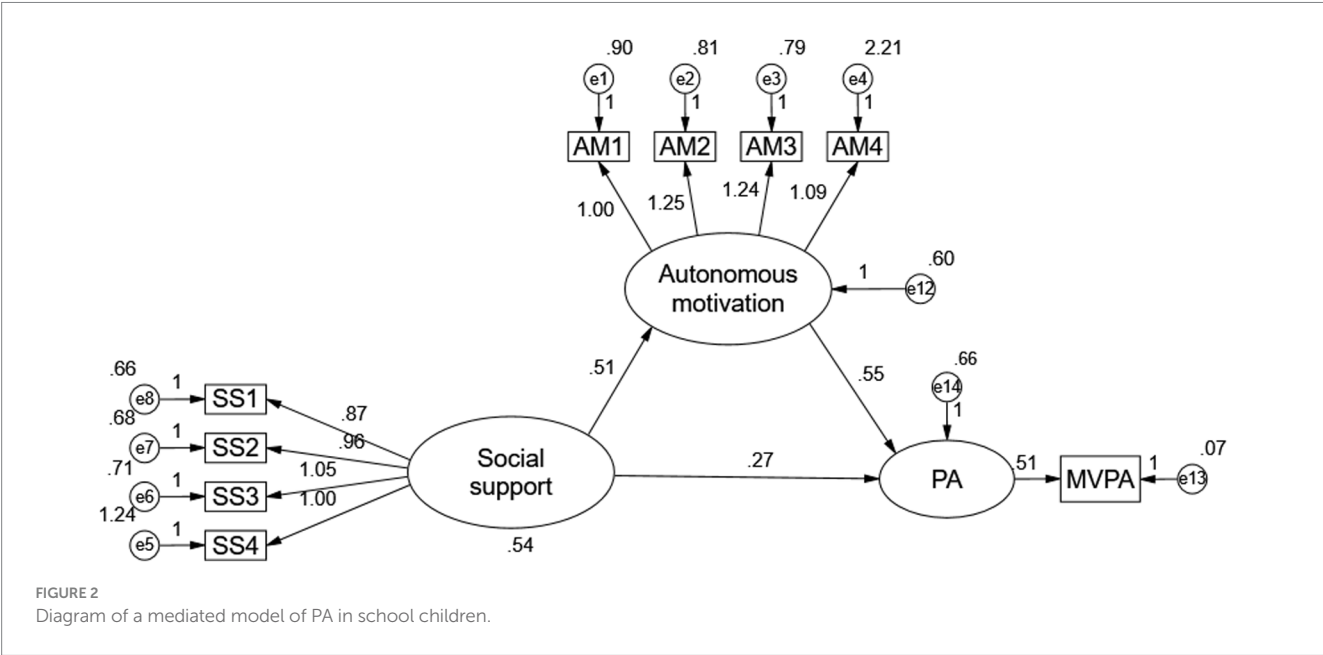 .90 .81 .79 2.21
e1 e2 e3 e4
1 1 1 1
AM1 AM2 AM3 AM4
1.00 1.25 1.24 1.09
Autonomous
motivation
1 .60
e12
.51 .55
.66
e14
1
.66
e8 1 SS1 .87
.68
e7 1 SS2 .96
.71
e6 1 SS3 1.05
1.24
e5 1 SS4 1.00
Social
support
.54
.27
PA
.51
MVPA
1 .07
e13
FIGURE 2
Diagram of a mediated model of PA in school children.